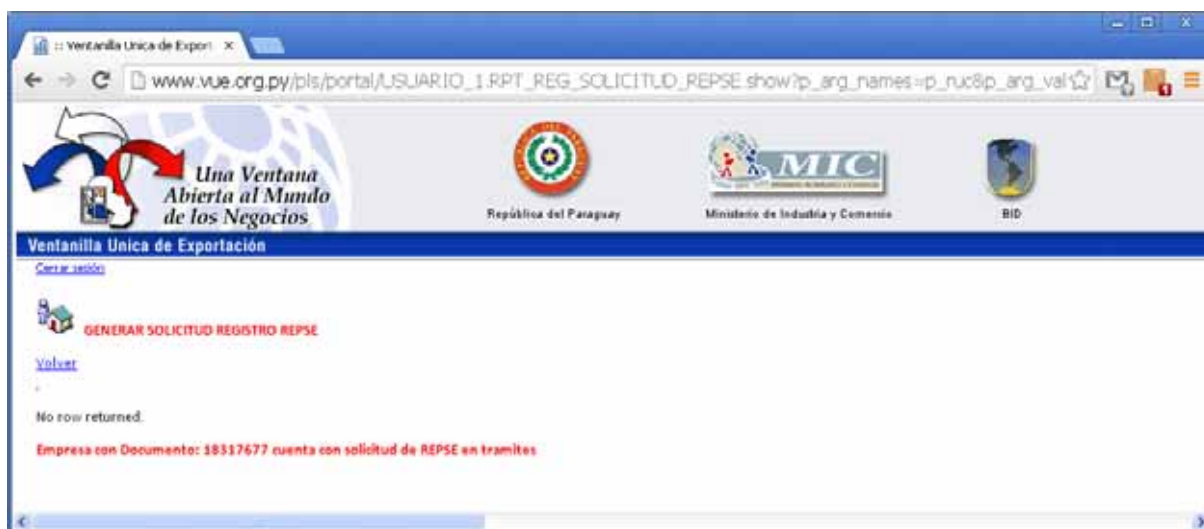 :: Ventanilla Unica de Export
www.vue.org.py/pls/portal/USUARIO_1.RPT_REG_SOLICITUD_REPSE.show?p_arg_names=p_ruc&p_arg_val
Una Ventana
Abierta al Mundo
de los Negocios
MIC
República del Paraguay
Ministerio de Industria y Comercio
BID
Ventanilla Unica de Exportación
Cerrar sesión
GENERAR SOLICITUD REGISTRO REPSE
Volver
No row returned.
Empresa con Documento: 18317677 cuenta con solicitud de REPSE en tramites